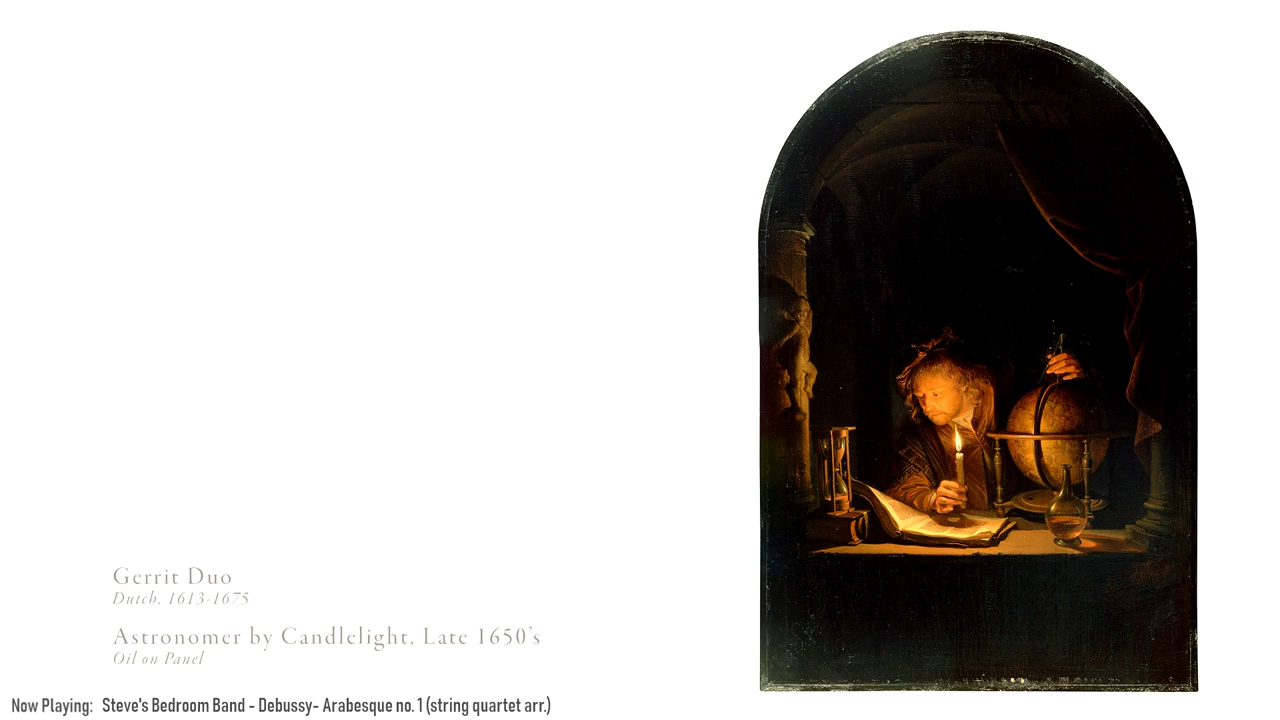 Gerrit Duo
Dutch, 1613-1675
Astronomer by Candlelight, Late 1650's
Oil on Panel
Now Playing: Steve's Bedroom Band - Debussy- Arabesque no. 1 (string quartet arr.)